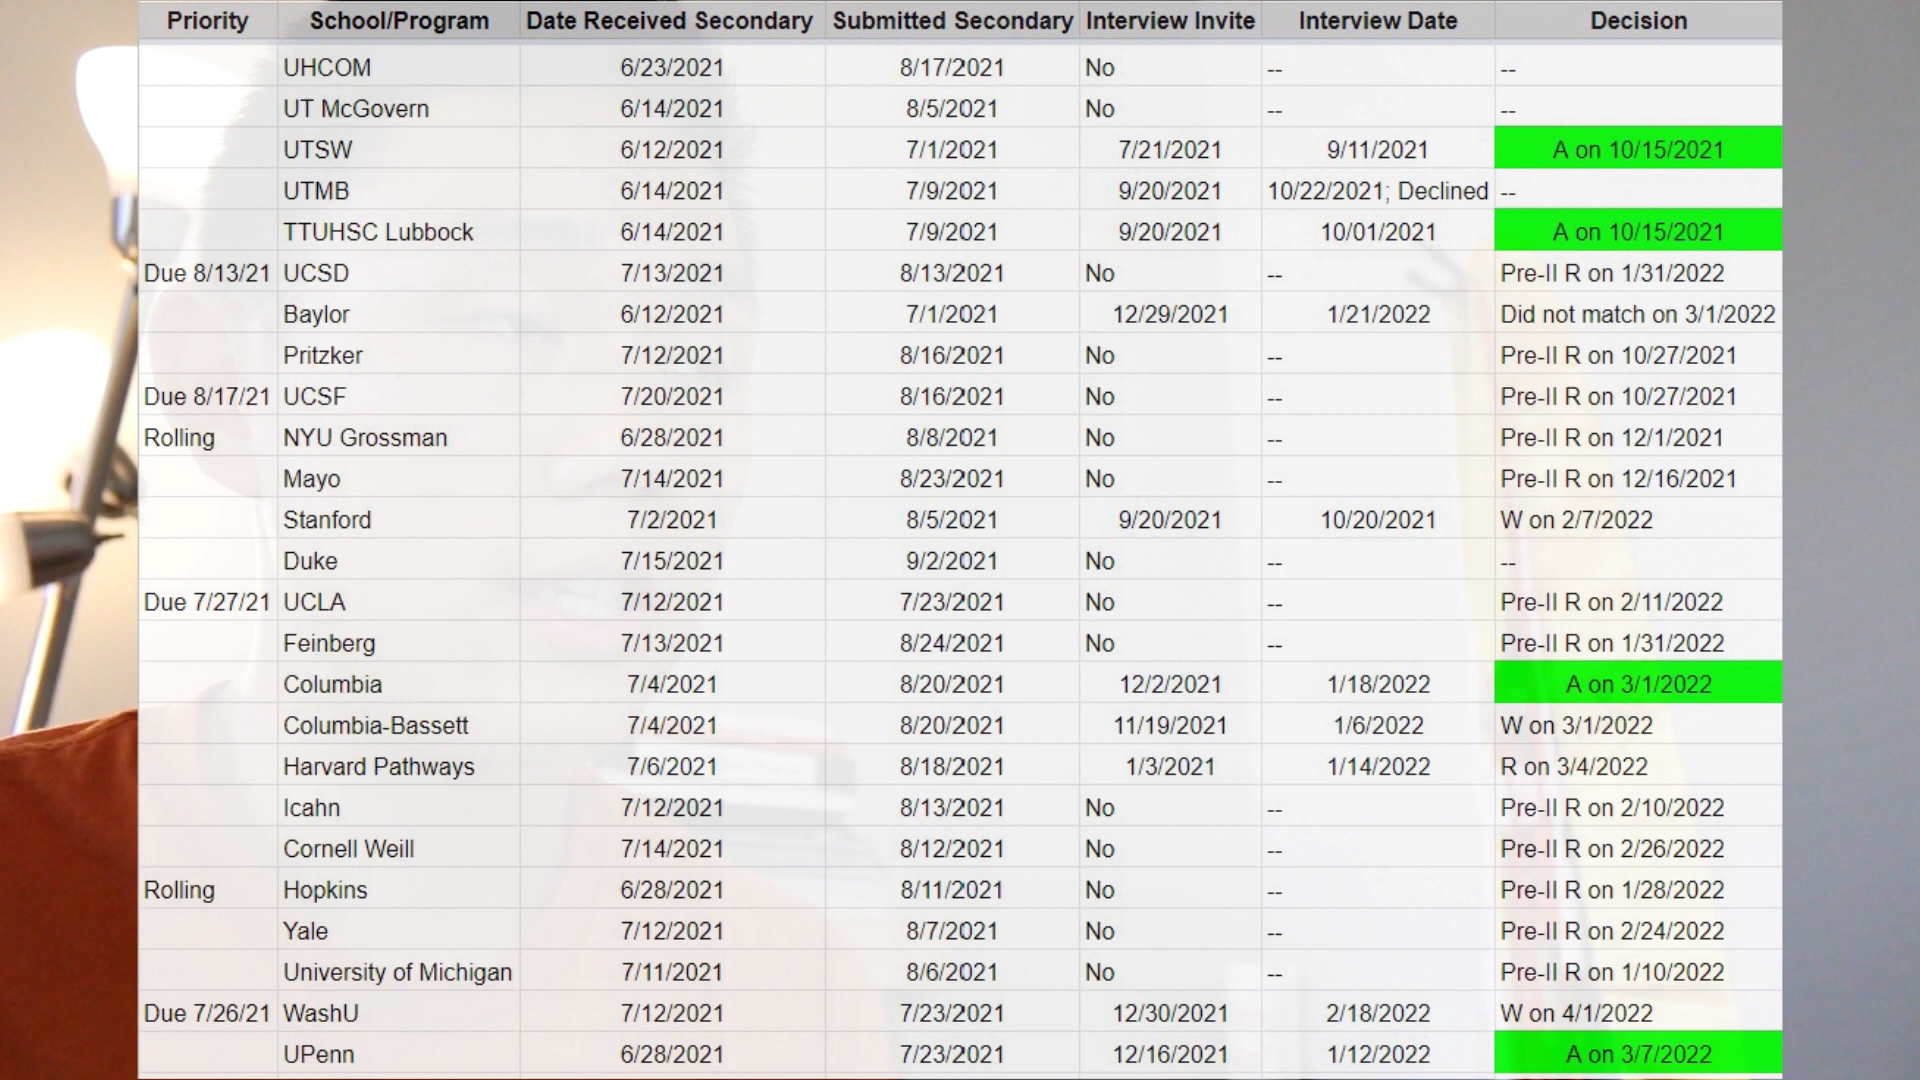 Priority School/Program Date Received Secondary Submitted Secondary Interview Invite Interview Date Decision
UHCOM 6/23/2021 8/17/2021 No -- --
UT McGovern 6/14/2021 8/5/2021 No -- --
UTSW 6/12/2021 7/1/2021 7/21/2021 9/11/2021 A on 10/15/2021
UTMB 6/14/2021 7/9/2021 9/20/2021 10/22/2021; Declined --
TTUHSC Lubbock 6/14/2021 7/9/2021 9/20/2021 10/01/2021 A on 10/15/2021
Due 8/13/21 UCSD 7/13/2021 8/13/2021 No -- Pre-II R on 1/31/2022
Baylor 6/12/2021 7/1/2021 12/29/2021 1/21/2022 Did not match on 3/1/2022
Pritzker 7/12/2021 8/16/2021 No -- Pre-II R on 10/27/2021
Due 8/17/21 UCSF 7/20/2021 8/16/2021 No -- Pre-II R on 10/27/2021
Rolling NYU Grossman 6/28/2021 8/8/2021 No -- Pre-II R on 12/1/2021
Mayo 7/14/2021 8/23/2021 No -- Pre-II R on 12/16/2021
Stanford 7/2/2021 8/5/2021 9/20/2021 10/20/2021 W on 2/7/2022
Duke 7/15/2021 9/2/2021 No -- --
Due 7/27/21 UCLA 7/12/2021 7/23/2021 No -- Pre-II R on 2/11/2022
Feinberg 7/13/2021 8/24/2021 No -- Pre-II R on 1/31/2022
Columbia 7/4/2021 8/20/2021 12/2/2021 1/18/2022 A on 3/1/2022
Columbia-Bassett 7/4/2021 8/20/2021 11/19/2021 1/6/2022 W on 3/1/2022
Harvard Pathways 7/6/2021 8/18/2021 1/3/2021 1/14/2022 R on 3/4/2022
Icahn 7/12/2021 8/13/2021 No -- Pre-II R on 2/10/2022
Cornell Weill 7/14/2021 8/12/2021 No -- Pre-II R on 2/26/2022
Rolling Hopkins 6/28/2021 8/11/2021 No -- Pre-II R on 1/28/2022
Yale 7/12/2021 8/7/2021 No -- Pre-II R on 2/24/2022
University of Michigan 7/11/2021 8/6/2021 No -- Pre-II R on 1/10/2022
Due 7/26/21 WashU 7/12/2021 7/23/2021 12/30/2021 2/18/2022 W on 4/1/2022
UPenn 6/28/2021 7/23/2021 12/16/2021 1/12/2022 A on 3/7/2022